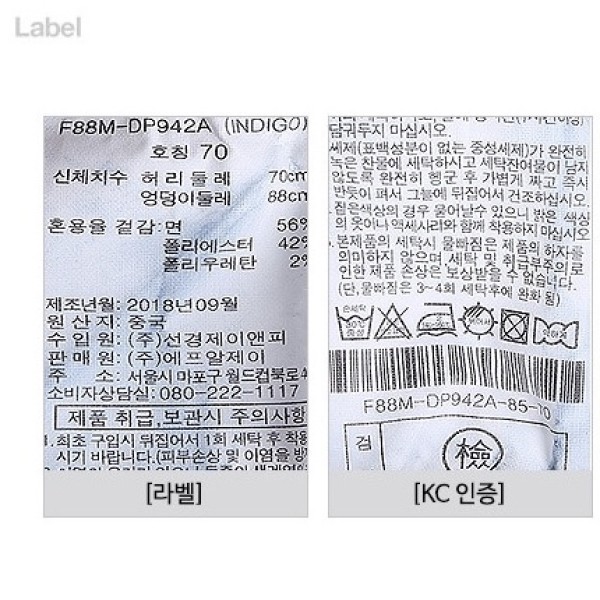 Label
F88M-DP942A (INDIGO)
호칭 70
신체치수 허리둘레 70cm
엉덩이둘레 88cm
혼용율 겉감: 면 56%
폴리에스터 42%
폴리우레탄 2%
제조년월: 2018년09월
원산지: 중국
수입원: (주)선경제이앤피
판매원: (주)에프알제이
주 소: 서울시 마포구 월드컵북로4
소비자상담실: 080-222-1117
제품 취급,보관시 주의사항
1. 최초 구입시 뒤집어서 1회 세탁 후 착용
시기 바랍니다.(피부손상 및 이염을 방
[라벨]
담궈두지 마십시오.
세제(표백성분이 없는 중성세제)가 완전히
녹은 찬물에 세탁하시고 세탁잔여물이 남지
않도록 완전히 헹군 후 가볍게 짜고 즉시
반듯이 펴서 그늘에 뒤집어서 건조하십시오.
짙은색상의 경우 물어날수 있으니 밝은 색상
의 옷이나 액세사리와 함께 착용하지 마십시오
본제품의 세탁시 물빠짐은 제품의 하자를
의미하지 않으며, 세탁 및 취급부주의로
인한 제품 손상은 보상받을 수 없습니다.
(단,물빠짐은 3~4회 세탁후에 완화 됨)
손세탁
30℃
중성
F88M-DP942A-85-70
검
檢
[KC 인증]